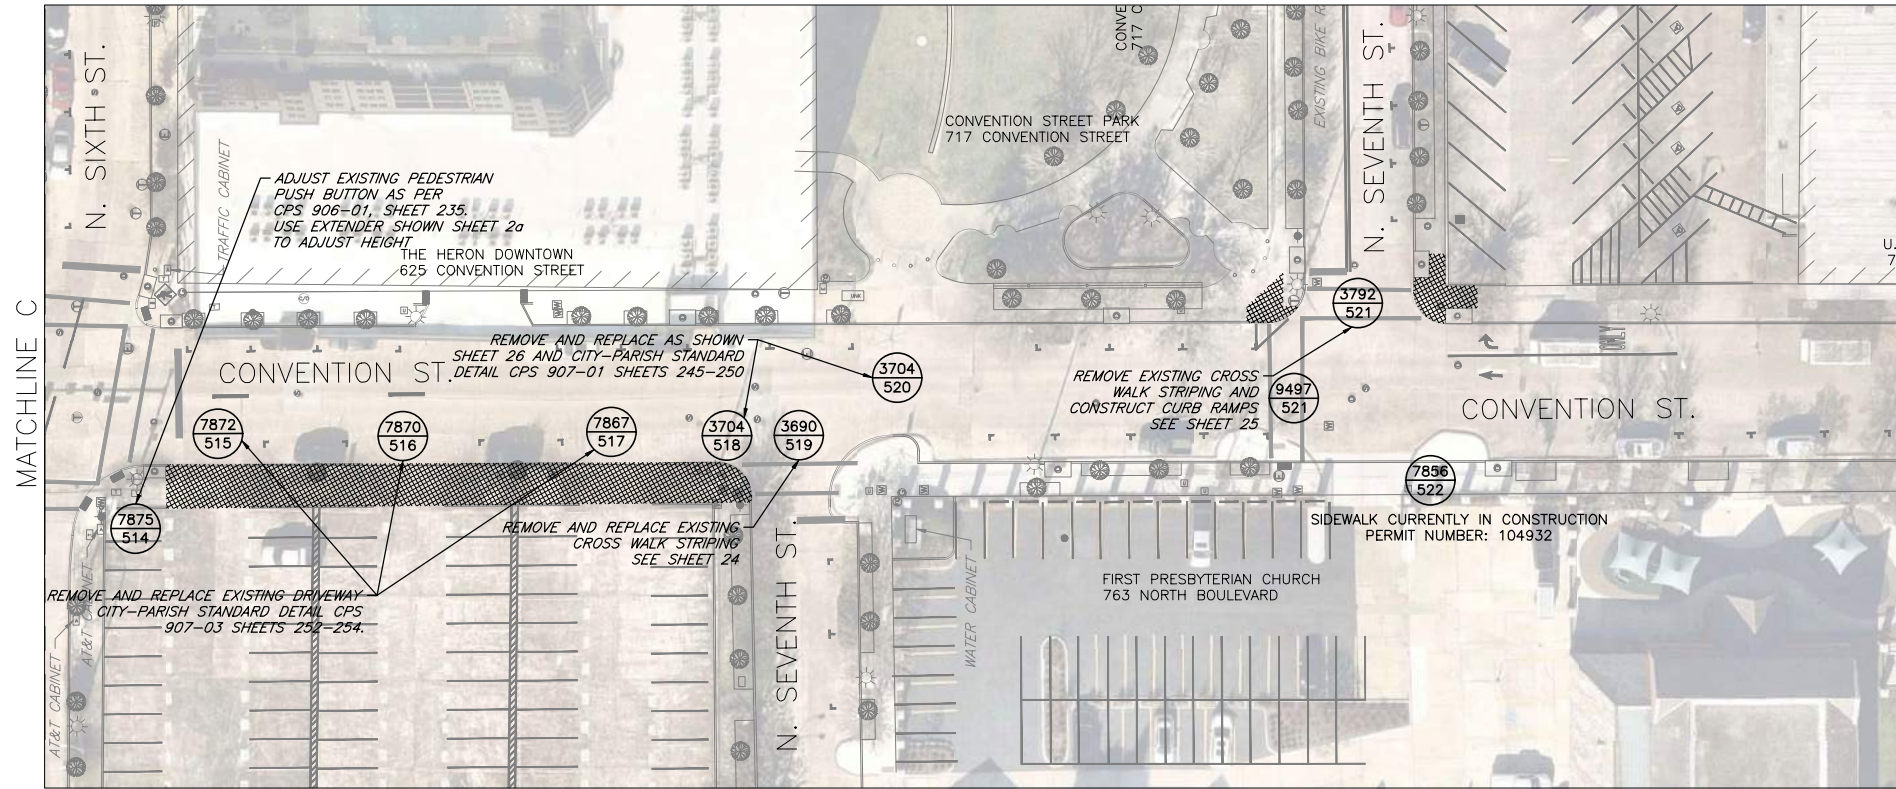 MATCHLINE C
N. SIXTH ST.
TRAFFIC CABINET
ADJUST EXISTING PEDESTRIAN
PUSH BUTTON AS PER
CPS 906-01, SHEET 235.
USE EXTENDER SHOWN SHEET 2a
TO ADJUST HEIGHT
THE HERON DOWNTOWN
625 CONVENTION STREET
CONVE
717 C
CONVENTION STREET PARK
717 CONVENTION STREET
EXISTING BIKE R
N. SEVENTH ST.
U.
7
LINK
3792
521
ONLY
CONVENTION ST.
REMOVE AND REPLACE AS SHOWN
SHEET 26 AND CITY-PARISH STANDARD
DETAIL CPS 907-01 SHEETS 245-250
3704
520
REMOVE EXISTING CROSS
WALK STRIPING AND
CONSTRUCT CURB RAMPS
SEE SHEET 25
9497
521
CONVENTION ST.
7872
515
7870
516
7867
517
3704
518
3690
519
7856
522
7875
514
REMOVE AND REPLACE EXISTING
CROSS WALK STRIPING
SEE SHEET 24
SIDEWALK CURRENTLY IN CONSTRUCTION
PERMIT NUMBER: 104932
REMOVE AND REPLACE EXISTING DRIVEWAY
CITY-PARISH STANDARD DETAIL CPS
907-03 SHEETS 252-254.
AT&T CABINET
AT&T CABINET
N. SEVENTH ST.
WATER CABINET
FIRST PRESBYTERIAN CHURCH
763 NORTH BOULEVARD